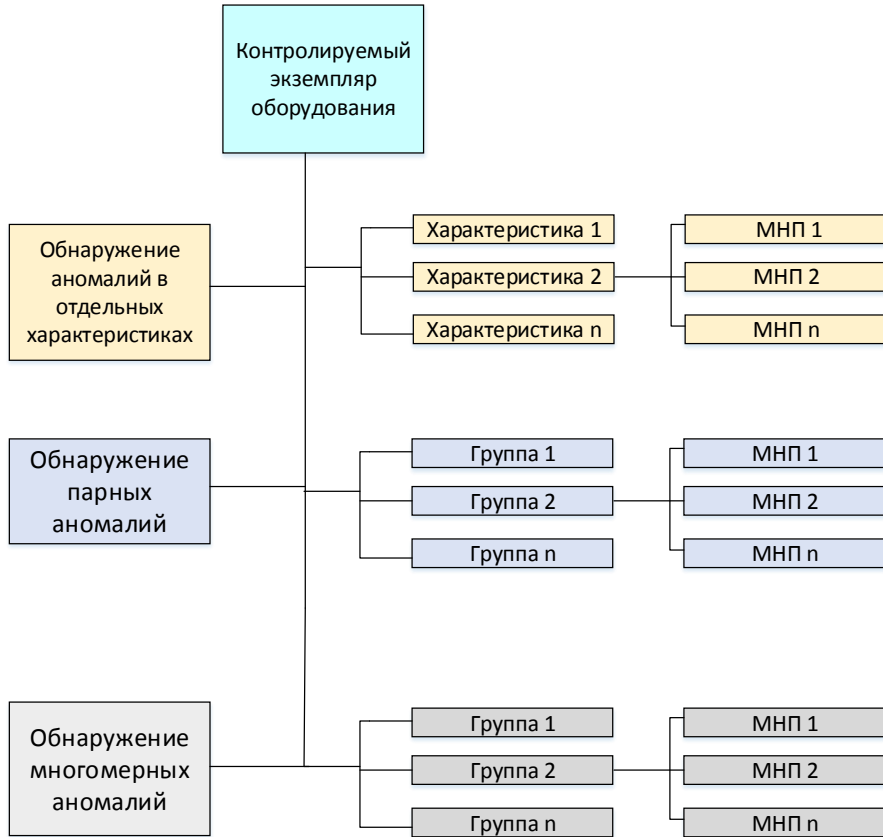 Контролируемый
экземпляр
оборудования
Обнаружение
аномалий в
отдельных
характеристиках
Характеристика 1
Характеристика 2
Характеристика n
МНП 1
МНП 2
МНП n
Обнаружение
парных
аномалий
Группа 1
Группа 2
Группа n
МНП 1
МНП 2
МНП n
Обнаружение
многомерных
аномалий
Группа 1
Группа 2
Группа n
МНП 1
МНП 2
МНП n